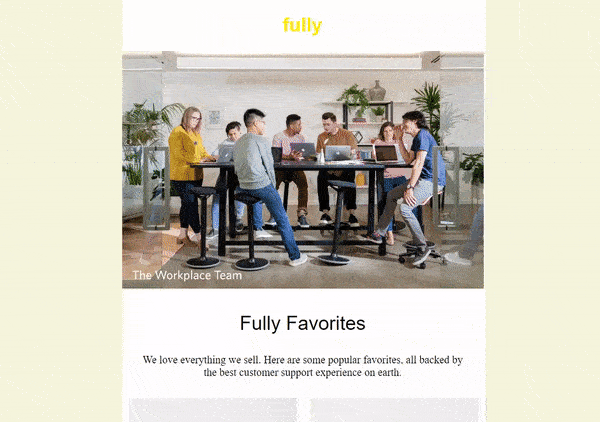 fully
The Workplace Team
Fully Favorites
We love everything we sell. Here are some popular favorites, all backed by
the best customer support experience on earth.